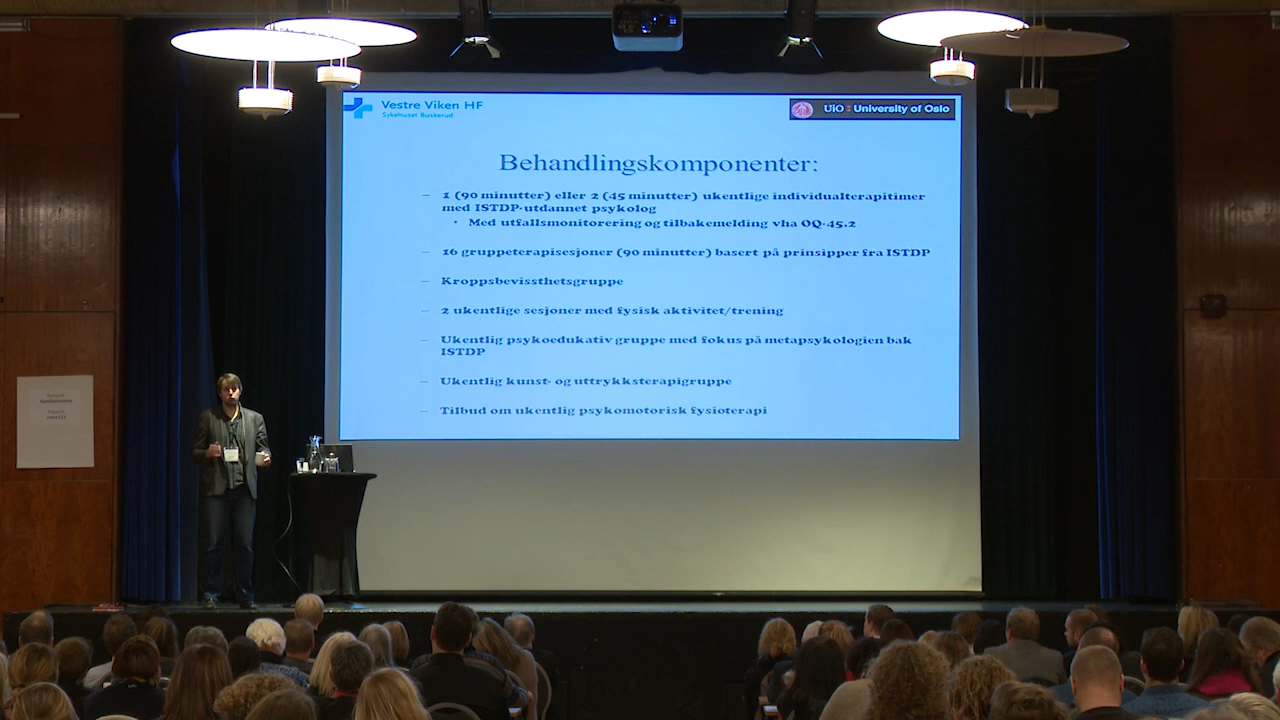 Vestre Viken HF
Sykehuset Buskerud
UiO : University of Oslo
Behandlingskomponenter:
– 1 (90 minutter) eller 2 (45 minutter) ukentlige individualterapitimer
med ISTDP-utdannet psykolog
• Med utfallsmonitorering og tilbakemelding vha OQ-45.2
– 16 gruppeterapisesjoner (90 minutter) basert på prinsipper fra ISTDP
– Kroppsbevissthetsgruppe
– 2 ukentlige sesjoner med fysisk aktivitet/trening
– Ukentlig psykoedukativ gruppe med fokus på metapsykologien bak
ISTDP
– Ukentlig kunst- og uttrykksterapigruppe
– Tilbud om ukentlig psykomotorisk fysioterapi